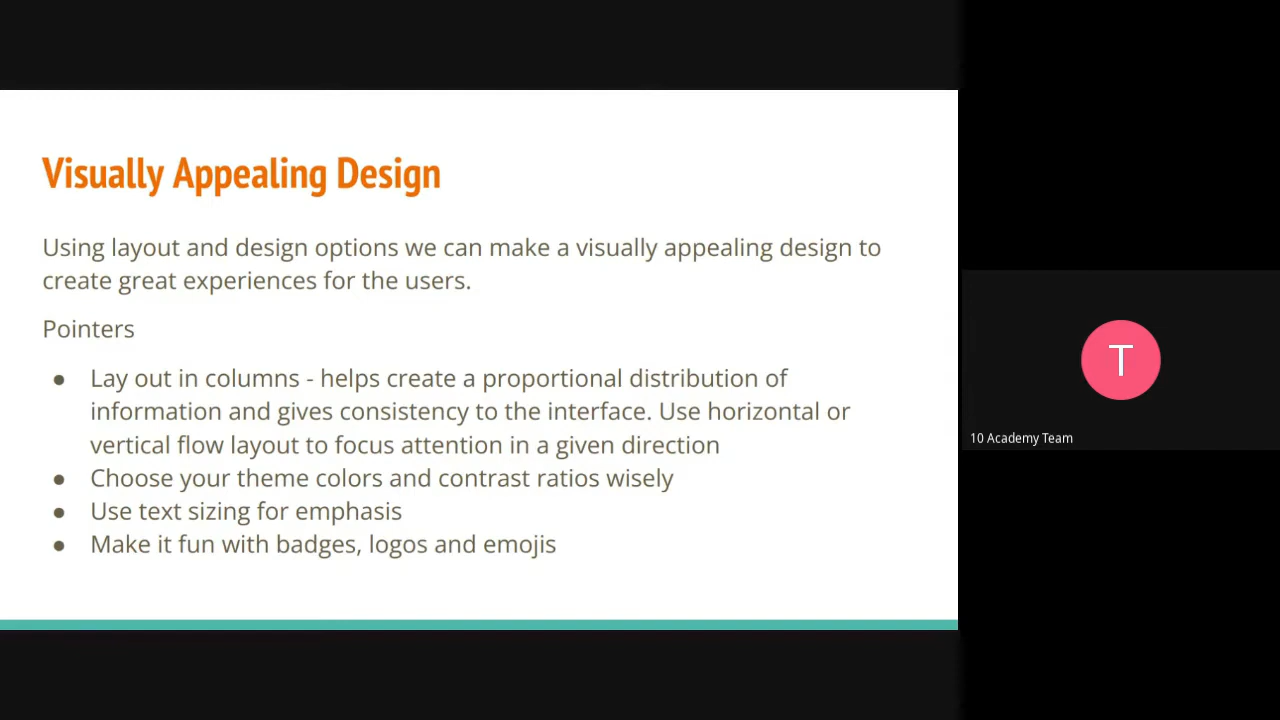 Visually Appealing Design
Using layout and design options we can make a visually appealing design to
create great experiences for the users.
Pointers
● Lay out in columns - helps create a proportional distribution of
information and gives consistency to the interface. Use horizontal or
vertical flow layout to focus attention in a given direction
● Choose your theme colors and contrast ratios wisely
● Use text sizing for emphasis
● Make it fun with badges, logos and emojis
T
10 Academy Team